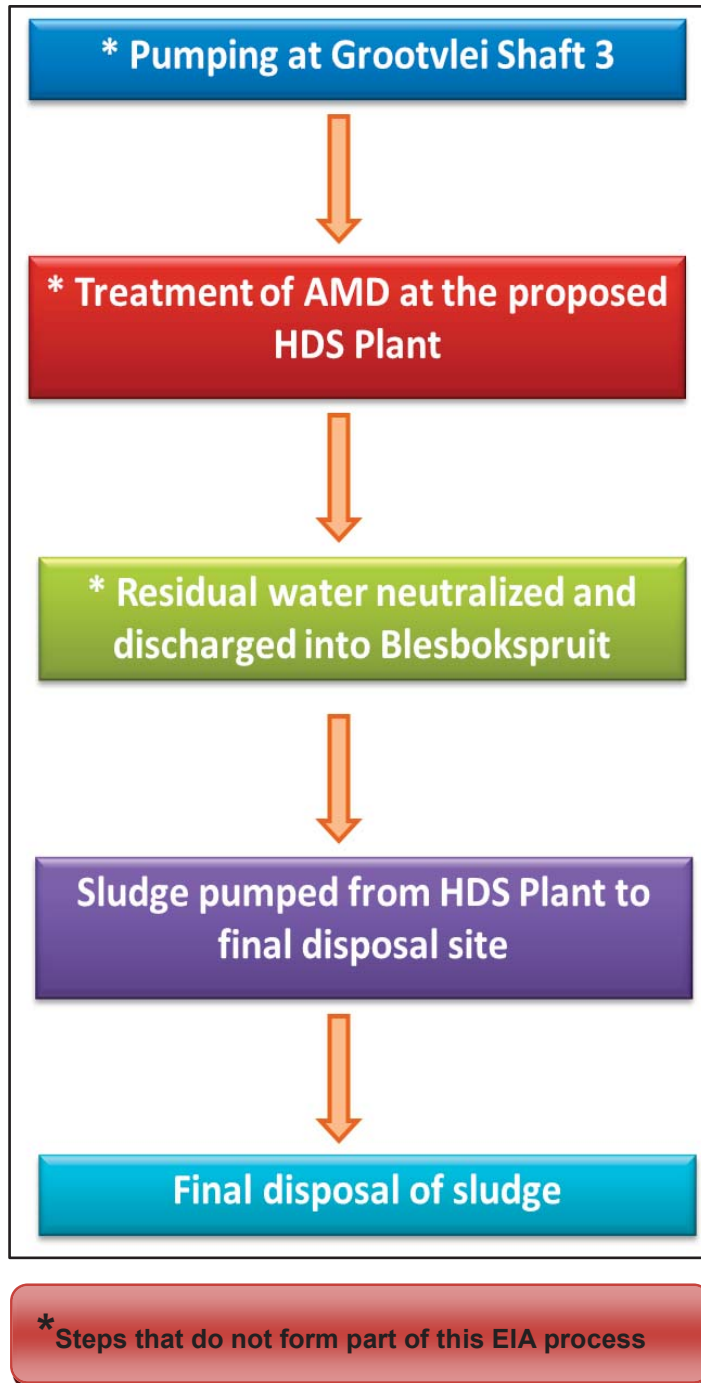 * Pumping at Grootvlei Shaft 3
* Treatment of AMD at the proposed
HDS Plant
* Residual water neutralized and
discharged into Blesbokspruit
Sludge pumped from HDS Plant to
final disposal site
Final disposal of sludge
*Steps that do not form part of this EIA process